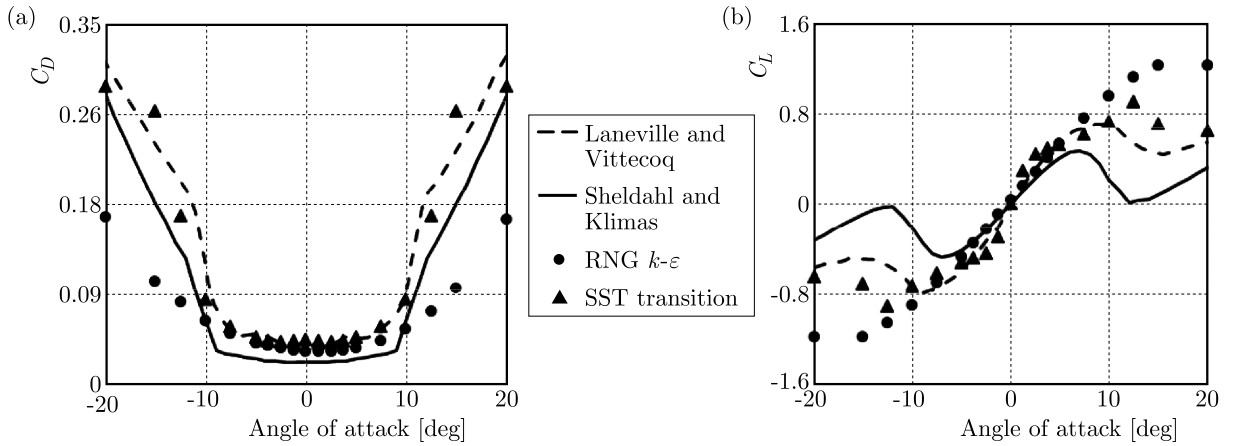 (a)
0.35
0.26
0.18
0.09
0
C_D
-20
-10
0
10
20
Angle of attack [deg]
Laneville and
Vittecoq
Sheldahl and
Klimas
RNG k-ε
SST transition
(b)
1.6
0.8
0
-0.8
-1.6
C_L
-20
-10
0
10
20
Angle of attack [deg]